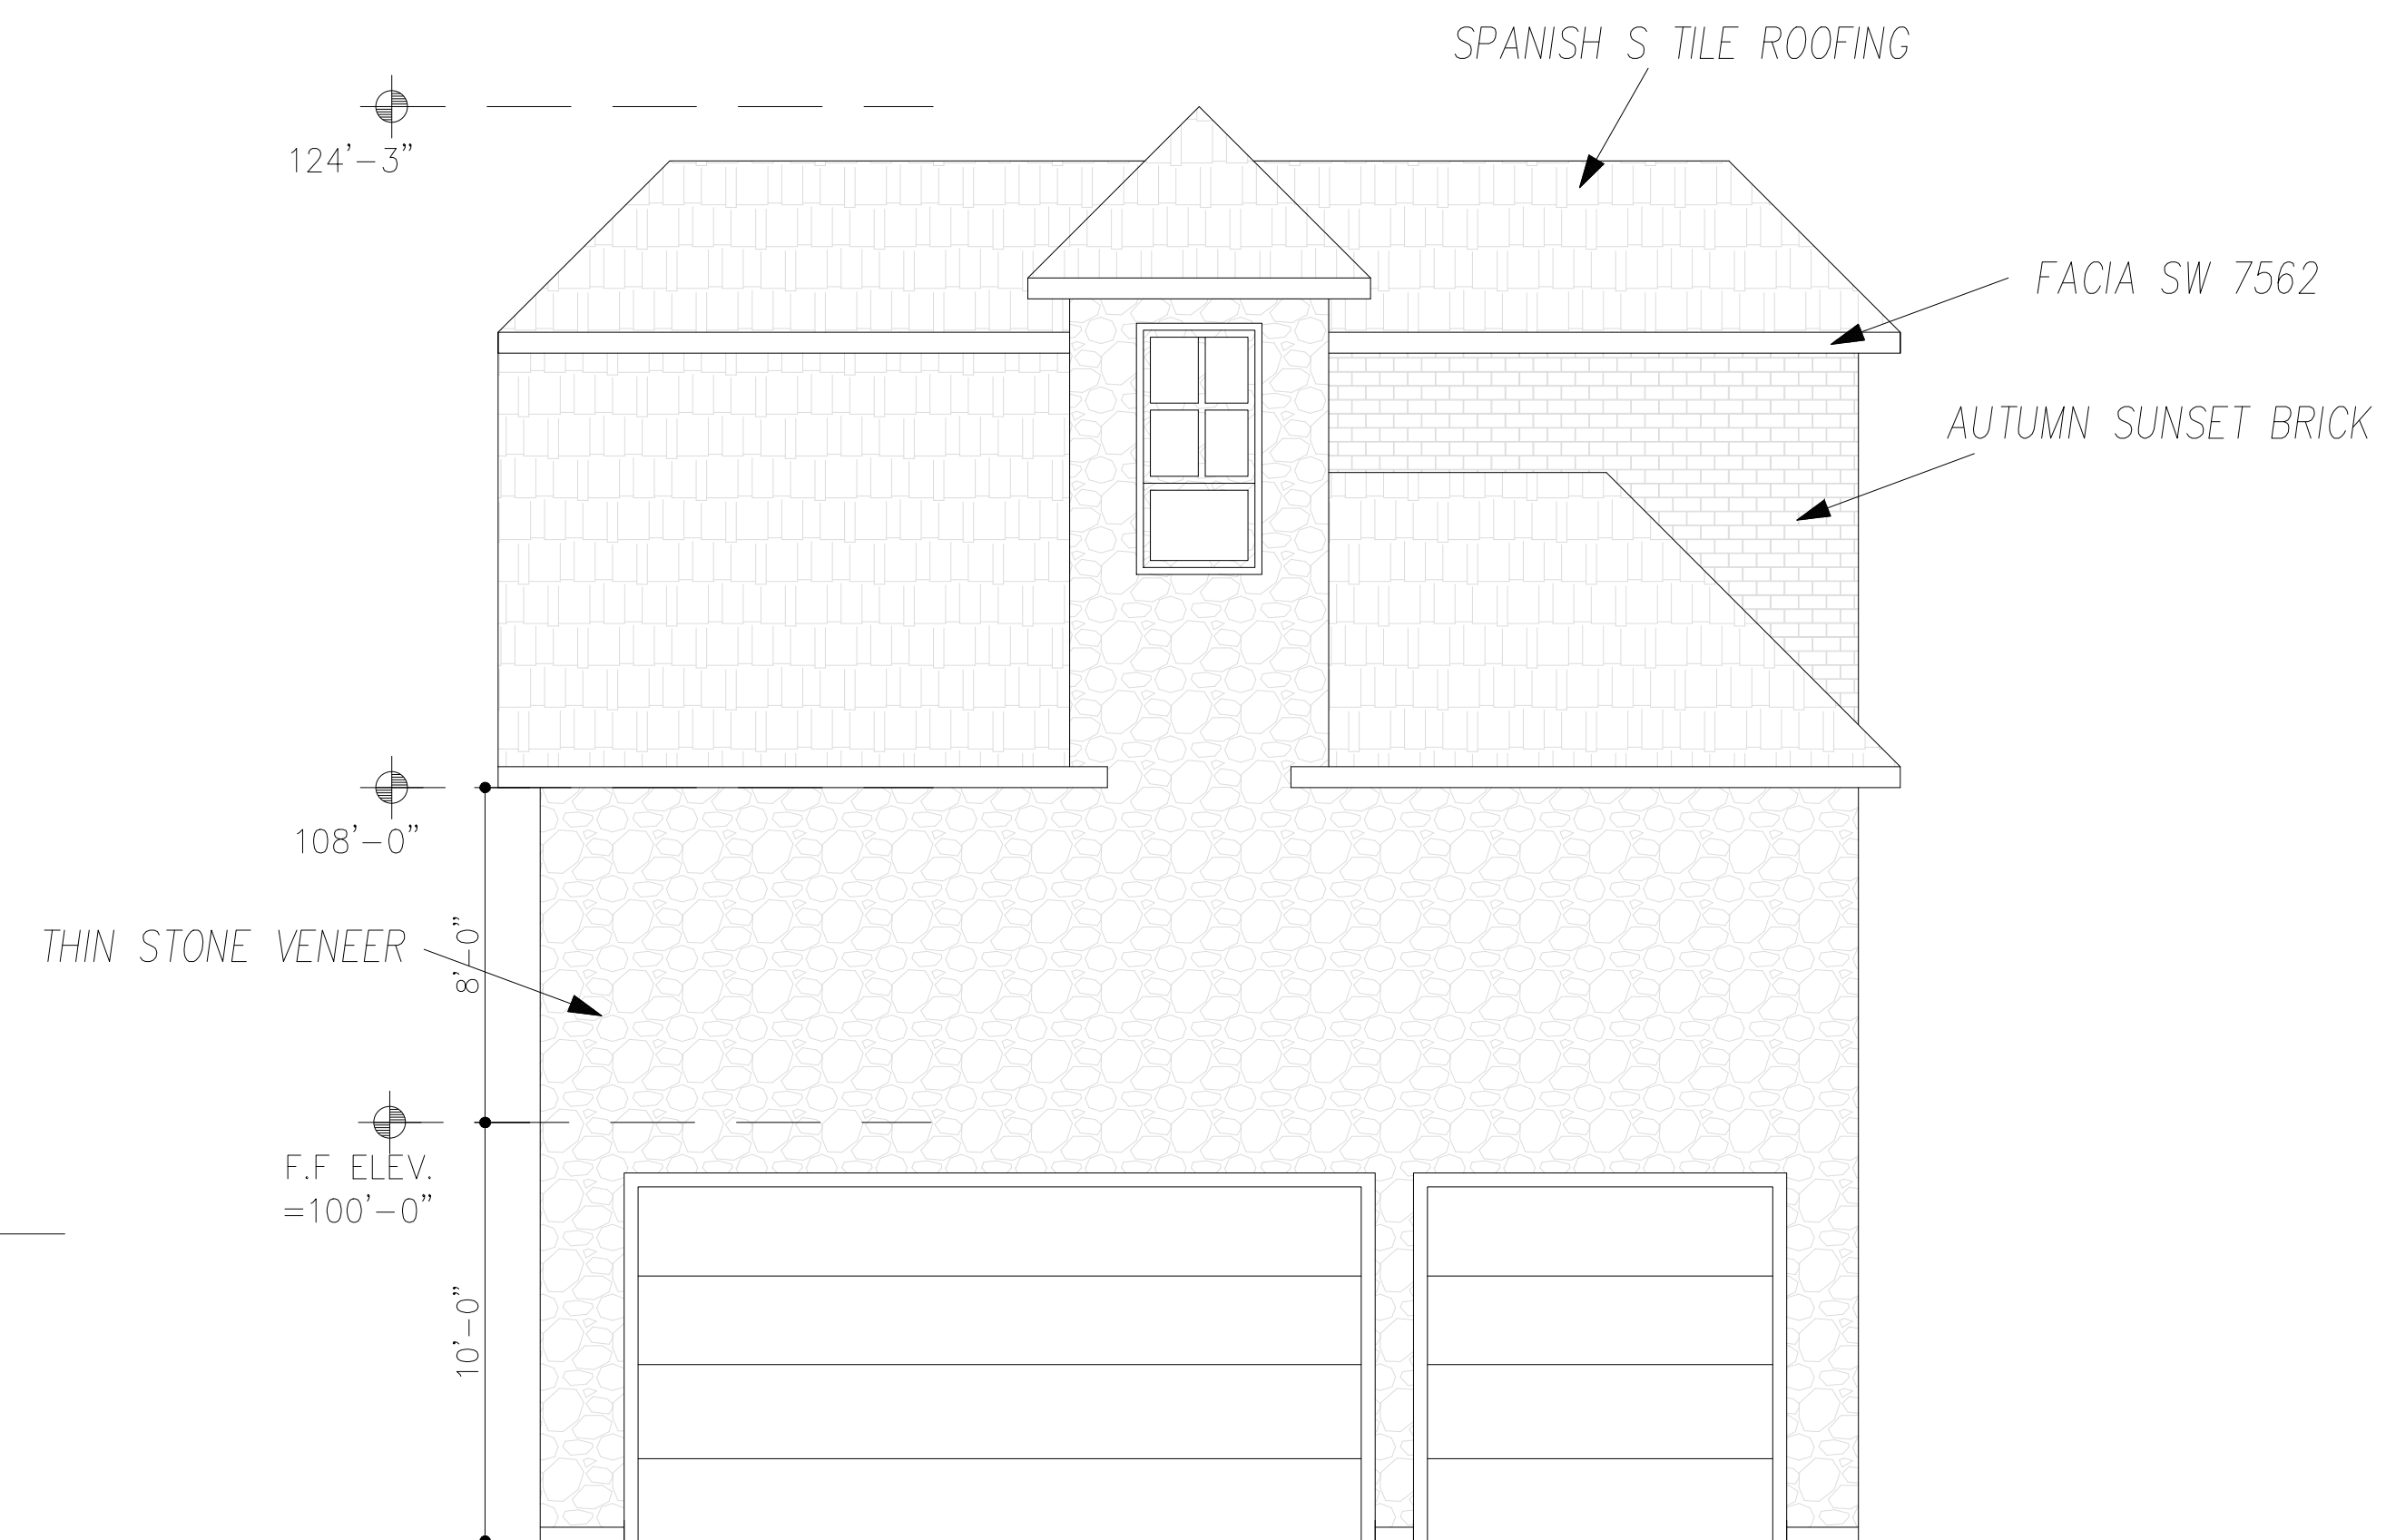 SPANISH S TILE ROOFING
124'-3"
FACIA SW 7562
AUTUMN SUNSET BRICK
108'-0"
THIN STONE VENEER
8'-0"
F.F ELEV.
=100'-0"
10'-0"